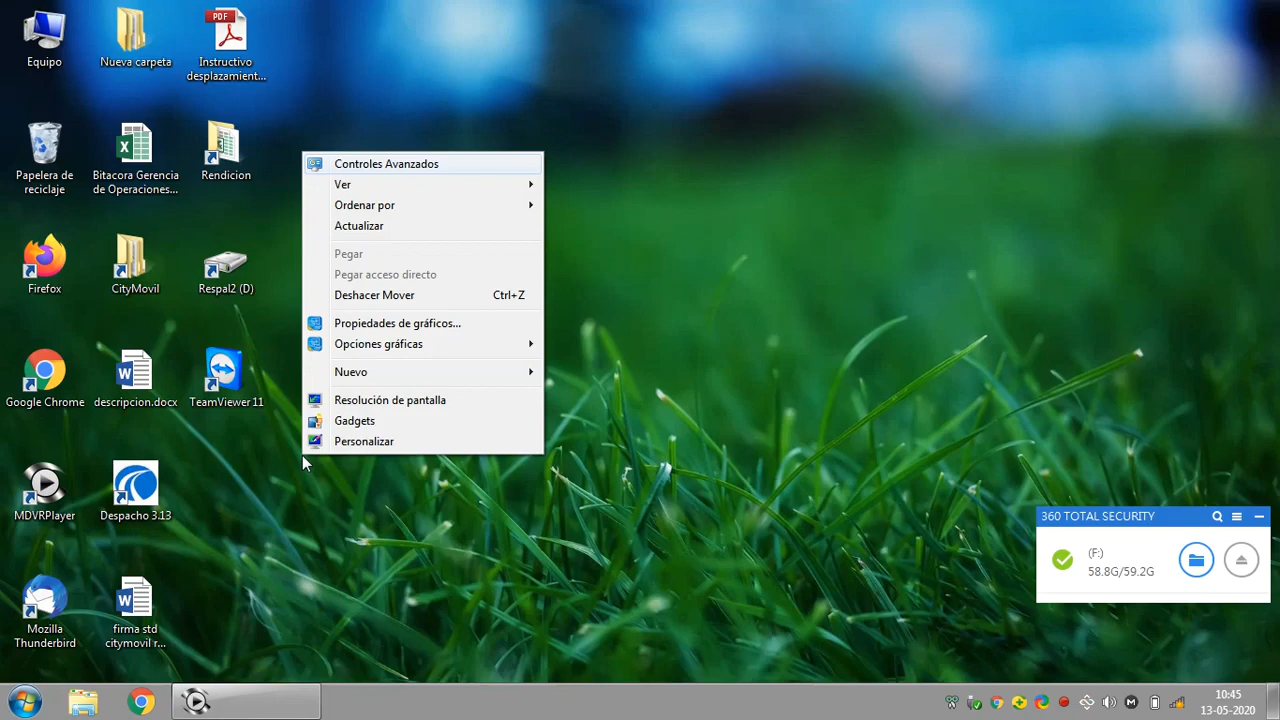 Equipo
Nueva carpeta
PDF
Instructivo
desplazamient...
Papelera de
reciclaje
Bitacora Gerencia
de Operaciones...
Rendicion
Firefox
CityMovil
Respal2 (D)
Google Chrome
descripcion.docx
TeamViewer 11
MDVRPlayer
Despacho 3.13
Mozilla
Thunderbird
firma std
citymovil r...
Controles Avanzados
Ver
Ordenar por
Actualizar
Pegar
Pegar acceso directo
Deshacer Mover Ctrl+Z
Propiedades de gráficos...
Opciones gráficas
Nuevo
Resolución de pantalla
Gadgets
Personalizar
360 TOTAL SECURITY
(F:)
58.8G/59.2G
10:45
13-05-2020